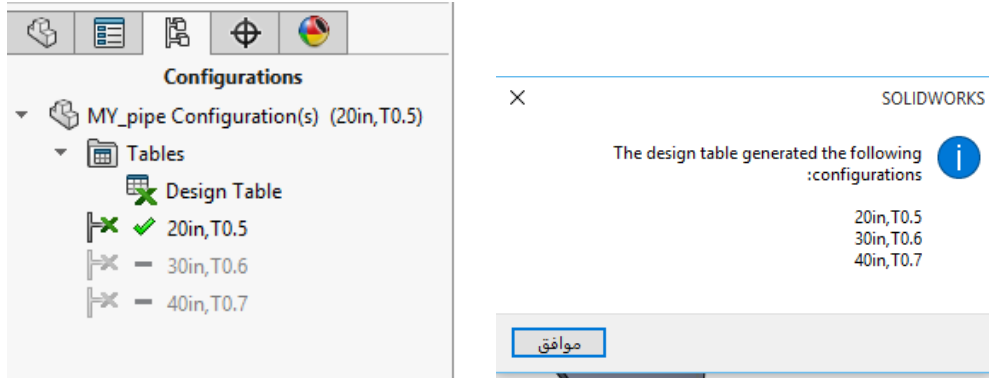 Configurations
MY_pipe Configuration(s) (20in,T0.5)
Tables
Design Table
20in,T0.5
30in,T0.6
40in,T0.7
SOLIDWORKS
The design table generated the following
:configurations
20in,T0.5
30in,T0.6
40in,T0.7
موافق